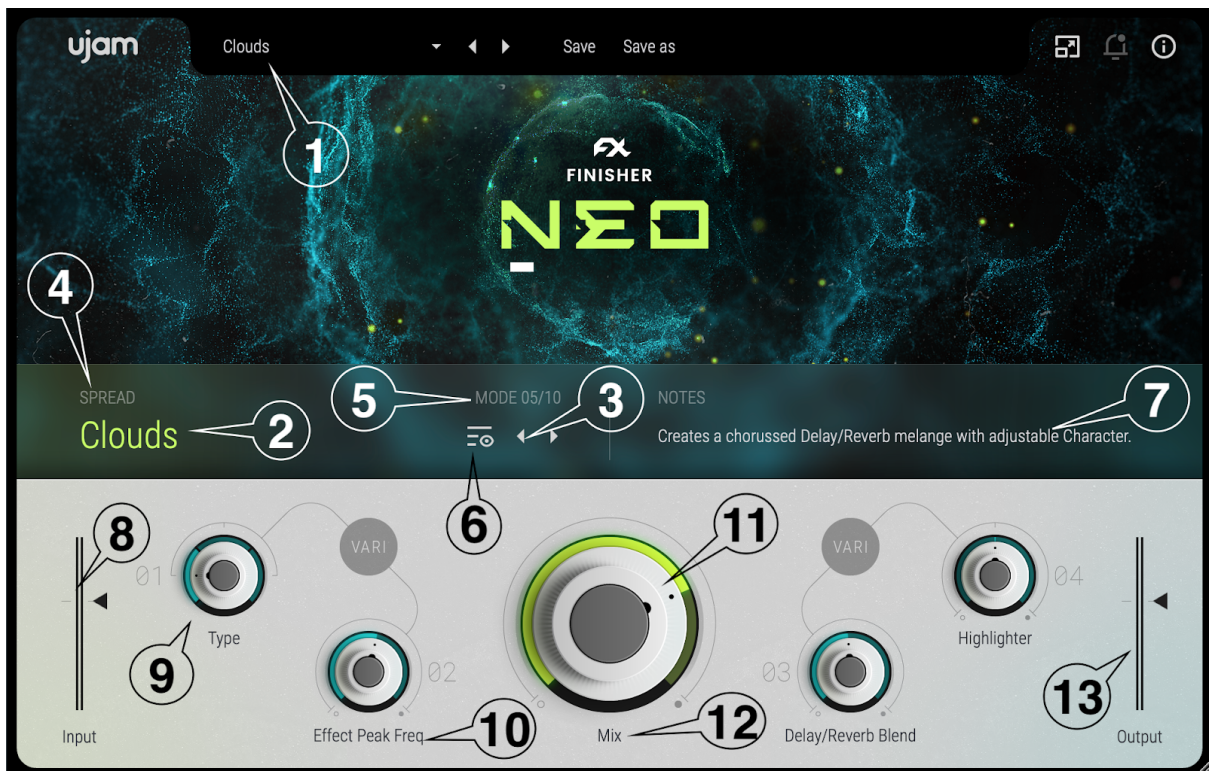 ujam
Clouds
Save
Save as
1
FX
FINISHER
NEO
4
SPREAD
5
MODE 05/10
3
NOTES
7
Clouds
2
Creates a chorussed Delay/Reverb melange with adjustable Character.
6
8
11
01
VARI
VARI
04
Type
Highlighter
9
02
03
13
Input
Effect Peak Freq
10
Mix
12
Delay/Reverb Blend
Output